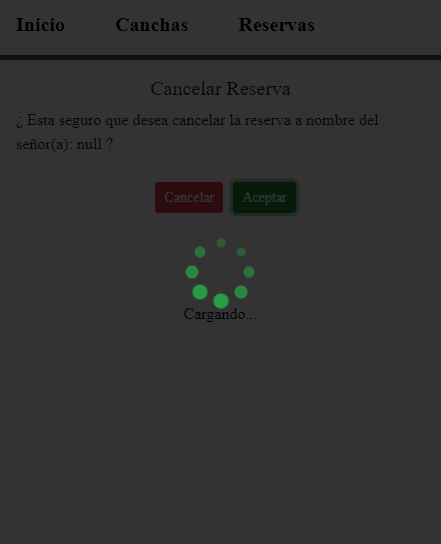 Inicio Canchas Reservas
Cancelar Reserva
¿ Esta seguro que desea cancelar la reserva a nombre del
señor(a): null ?
Cancelar Aceptar
Cargando...